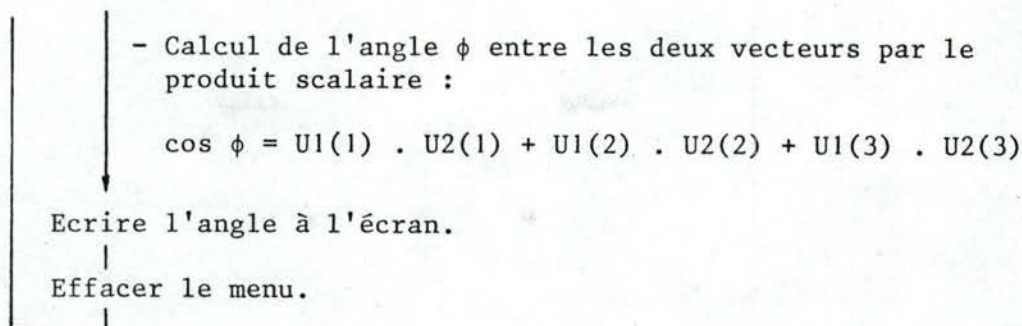 - Calcul de l'angle φ entre les deux vecteurs par le
produit scalaire :
cos φ = U1(1) . U2(1) + U1(2) . U2(2) + U1(3) . U2(3)
Ecrire l'angle à l'écran.
Effacer le menu.